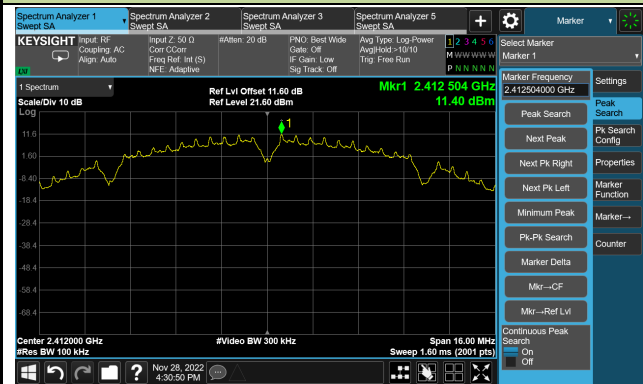 Spectrum Analyzer 1
Swept SA
Spectrum Analyzer 2
Swept SA
Spectrum Analyzer 3
Swept SA
Spectrum Analyzer 5
Swept SA
+
Marker
KEYSIGHT
Input: RF
Coupling: AC
Align: Auto
Input Z: 50 Ω
Corr CCorr
Freq Ref: Int (S)
NFE: Adaptive
#Atten: 20 dB
PNO: Best Wide
Gate: Off
IF Gain: Low
Sig Track: Off
Avg Type: Log-Power
Avg|Hold:>10/10
Trig: Free Run
1 2 3 4 5 6
M W W W W W
P N N N N N
Select Marker
Marker 1
1 Spectrum
Scale/Div 10 dB
Log
Ref Lvl Offset 11.60 dB
Ref Level 21.60 dBm
Mkr1 2.412 504 GHz
11.40 dBm
1
11.6
1.60
-8.40
-18.4
-28.4
-38.4
-48.4
-58.4
-68.4
Center 2.412000 GHz
#Res BW 100 kHz
#Video BW 300 kHz
Span 16.00 MHz
Sweep 1.60 ms (2001 pts)
Marker Frequency
2.412504000 GHz
Peak Search
Next Peak
Next Pk Right
Next Pk Left
Minimum Peak
Pk-Pk Search
Marker Delta
Mkr→CF
Mkr→Ref Lvl
Continuous Peak
Search
On
Off
Settings
Peak
Search
Pk Search
Config
Properties
Marker
Function
Marker→
Counter
?
Nov 28, 2022
4:30:50 PM